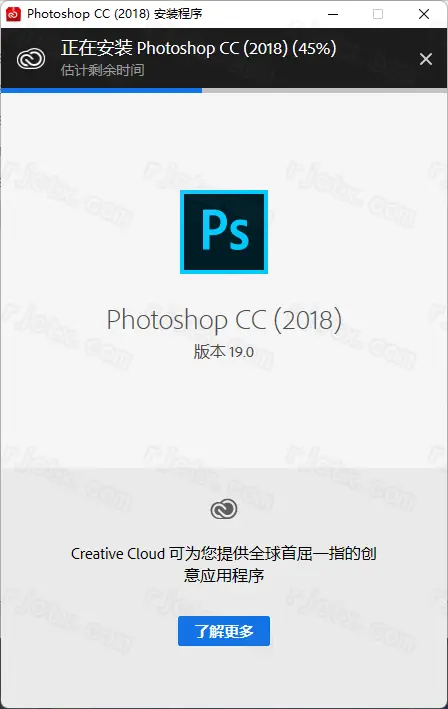 Photoshop CC (2018) 安装程序
正在安装 Photoshop CC (2018) (45%)
估计剩余时间
Ps
Photoshop CC (2018)
版本 19.0
Creative Cloud 可为您提供全球首屈一指的创
意应用程序
了解更多